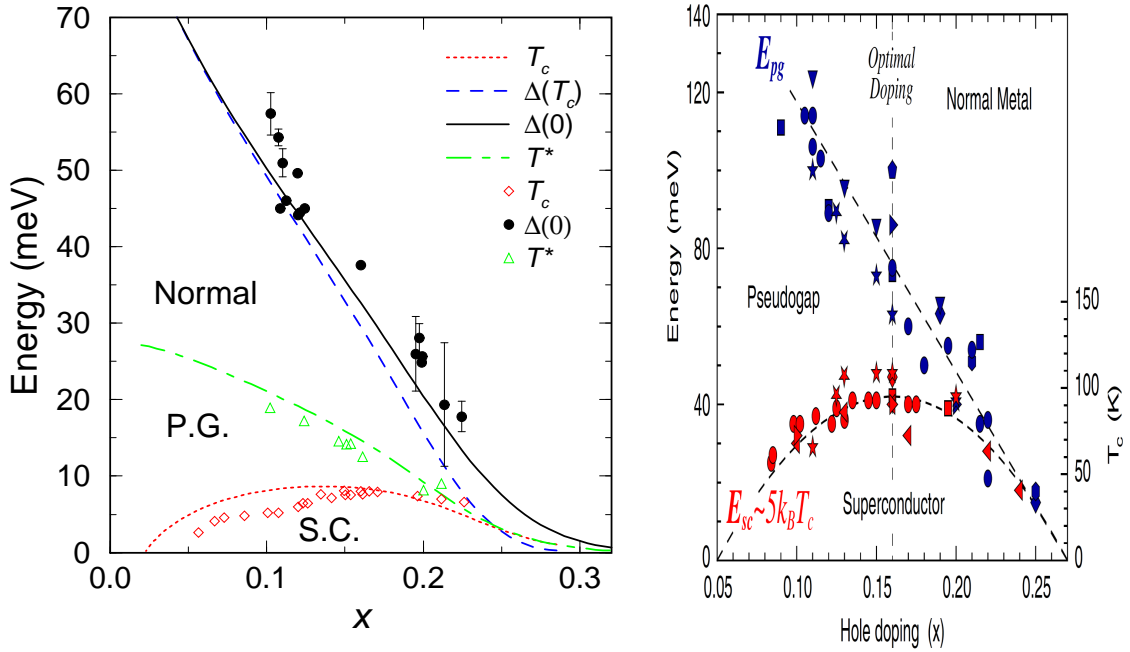 70
60
50
40
30
20
10
0
Energy (meV)
0.0
0.1
0.2
0.3
x
T_c
Δ(T_c)
Δ(0)
T*
T_c
Δ(0)
T*
Normal
P.G.
S.C.
140
120
80
60
40
20
0
Energy (meV)
E_pg
Optimal
Doping
Normal Metal
Pseudogap
Superconductor
E_sc~5k_BT_c
150
100
50
0
T_c (K)
0.05
0.10
0.15
0.20
0.25
Hole doping (x)